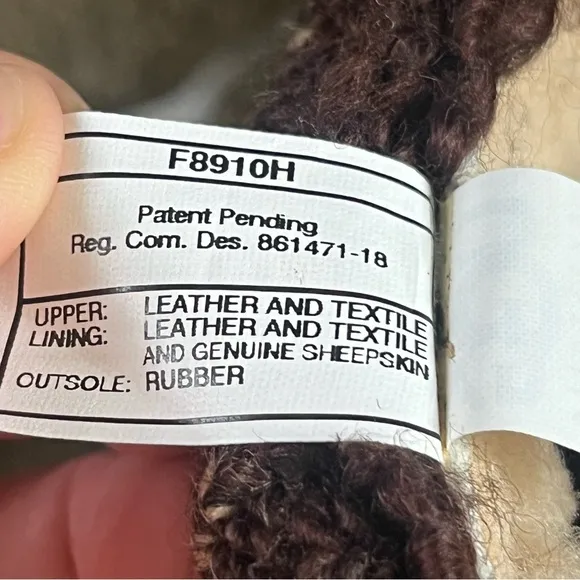 F8910H
Patent Pending
Reg. Com. Des. 861471-18
UPPER: LEATHER AND TEXTILE
LINING: LEATHER AND TEXTILE
AND GENUINE SHEEPSKIN
OUTSOLE: RUBBER